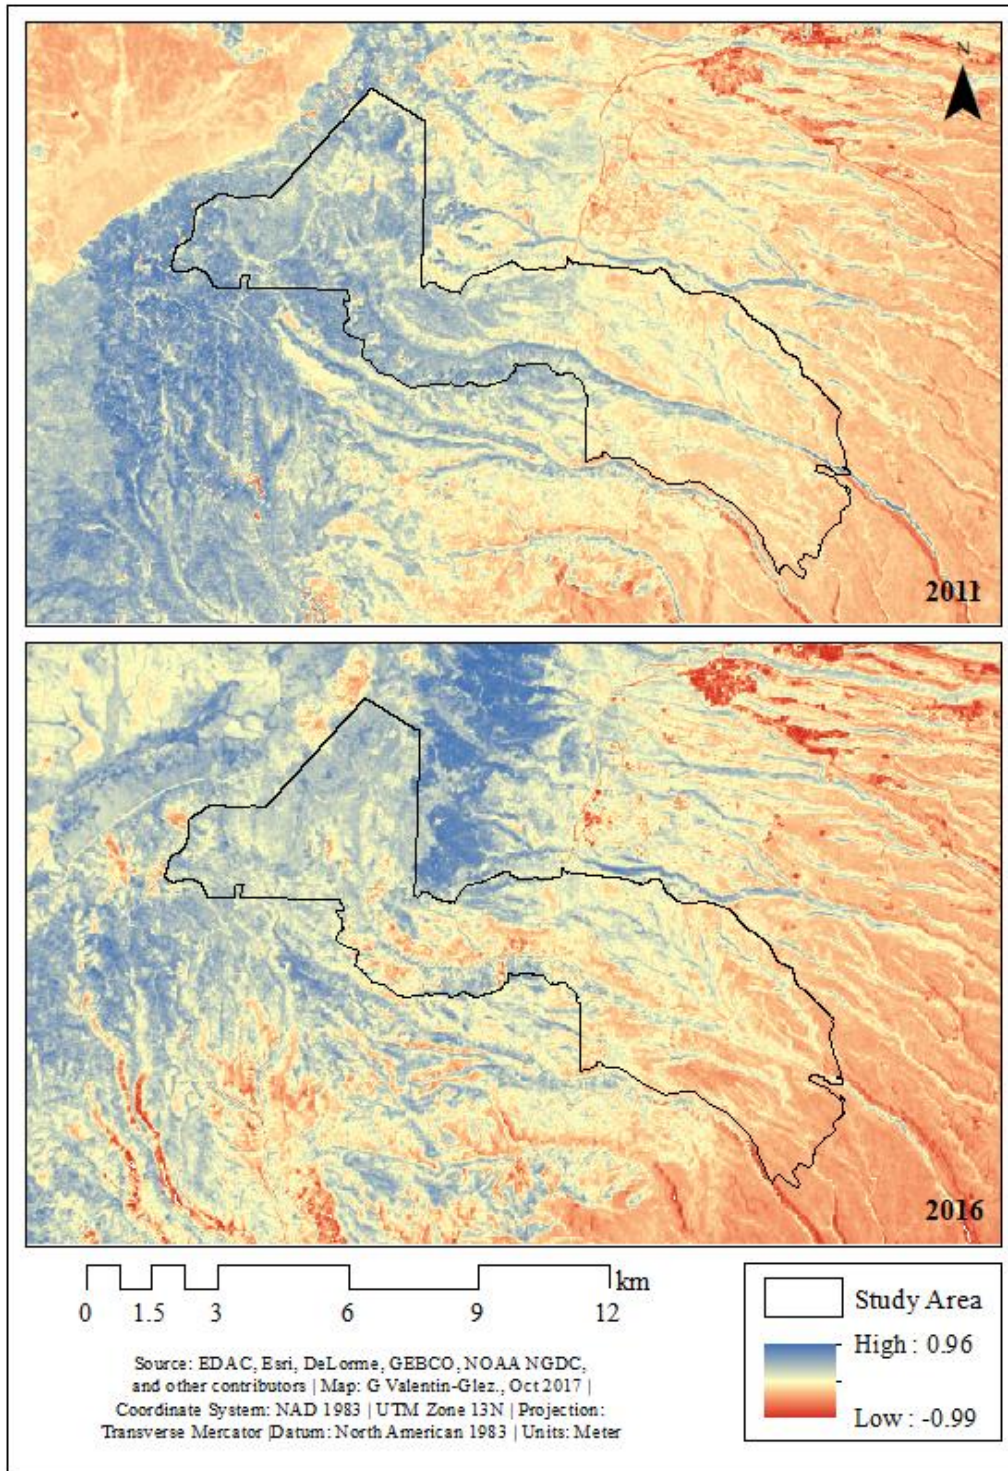 N
2011
2016
km
0 1.5 3 6 9 12
Source: EDAC, Esri, DeLorme, GEBCO, NOAA NGDC,
and other contributors | Map: G Valentin-Glez., Oct 2017 |
Coordinate System: NAD 1983 | UTM Zone 13N | Projection:
Transverse Mercator |Datum: North American 1983 | Units: Meter
Study Area
High : 0.96
Low : -0.99